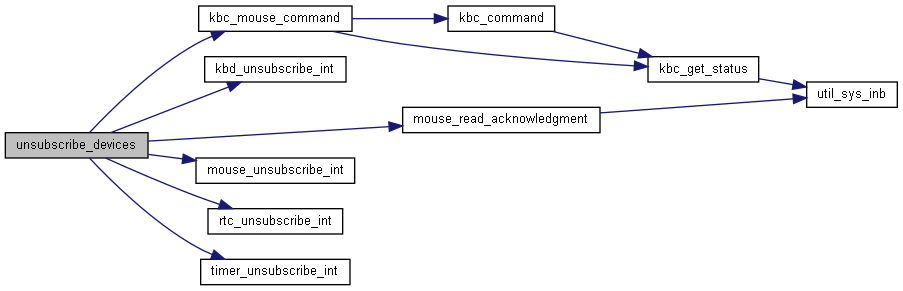 kbc_mouse_command
kbc_command
kbd_unsubscribe_int
kbc_get_status
util_sys_inb
mouse_read_acknowledgment
unsubscribe_devices
mouse_unsubscribe_int
rtc_unsubscribe_int
timer_unsubscribe_int